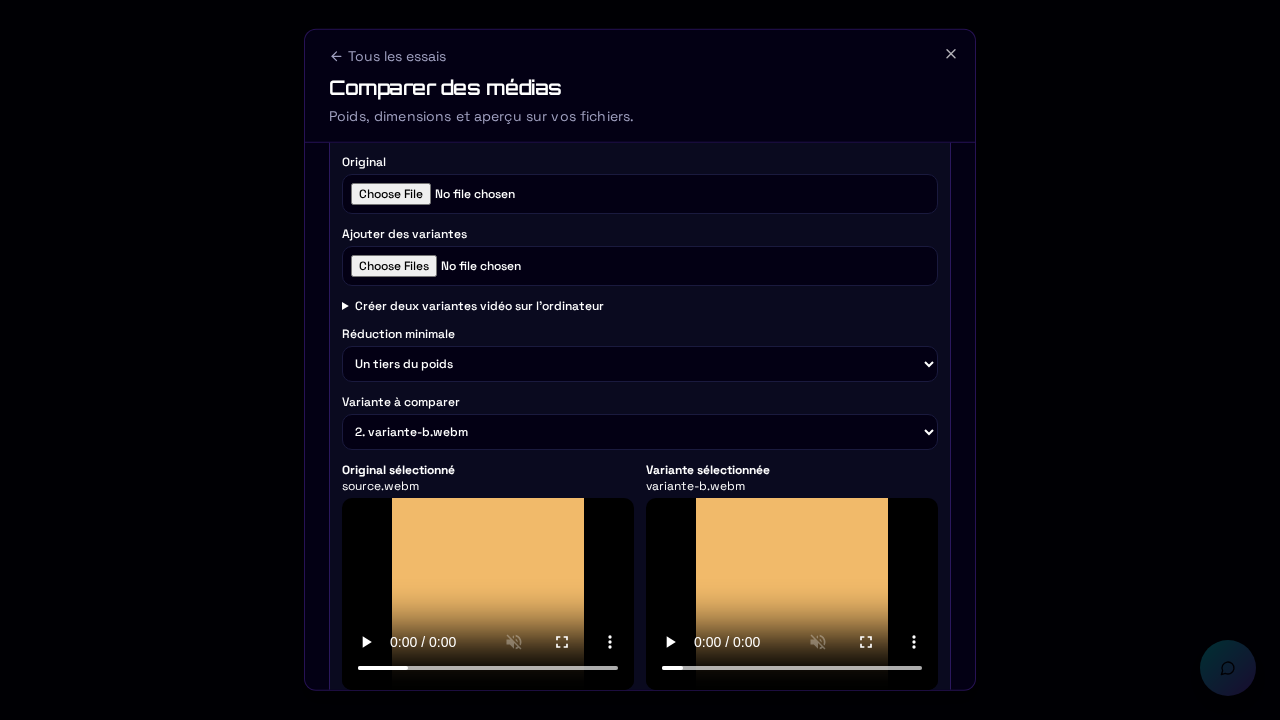 Tous les essais
Comparer des médias
Poids, dimensions et aperçu sur vos fichiers.
Original
Choose File No file chosen
Ajouter des variantes
Choose Files No file chosen
Créer deux variantes vidéo sur l'ordinateur
Réduction minimale
Un tiers du poids
Variante à comparer
2. variante-b.webm
Original sélectionné
source.webm
Variante sélectionnée
variante-b.webm
0:00 / 0:00
0:00 / 0:00